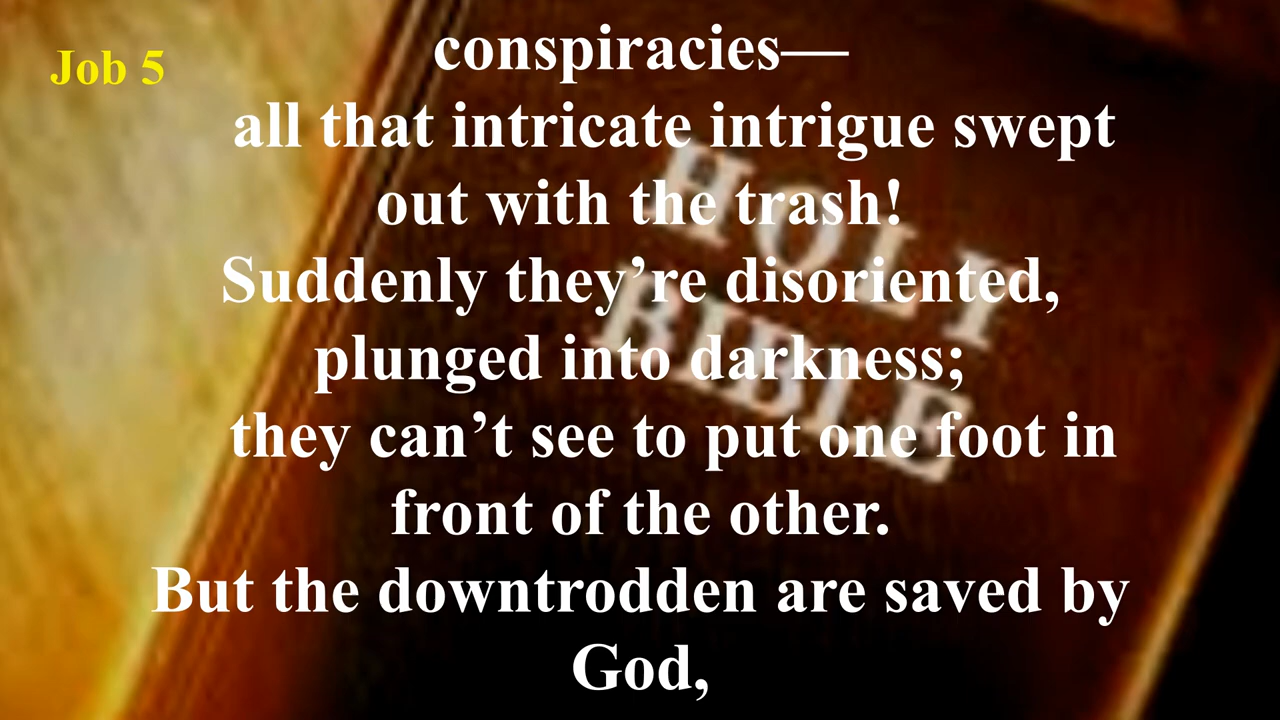 Job 5
conspiracies—
all that intricate intrigue swept
out with the trash!
Suddenly they’re disoriented,
plunged into darkness;
they can’t see to put one foot in
front of the other.
But the downtrodden are saved by
God,
HOLY
BIBLE